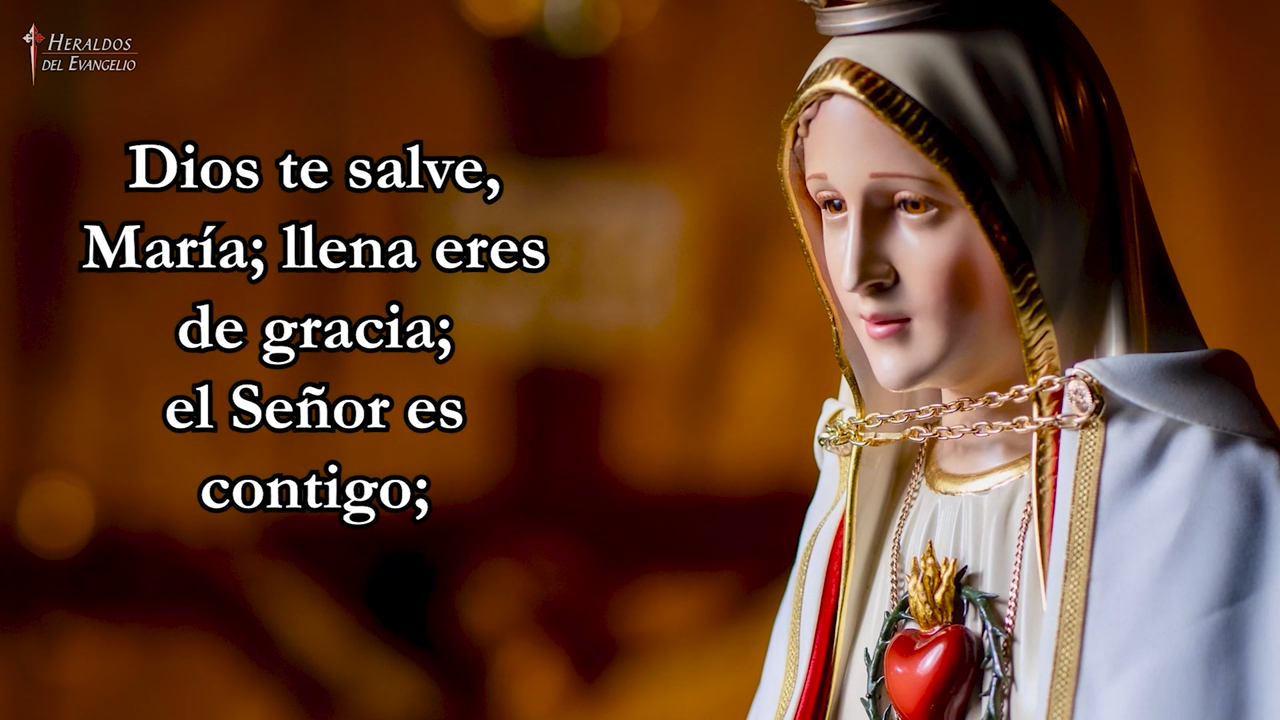 HERALDOS
DEL EVANGELIO
Dios te salve,
María; llena eres
de gracia;
el Señor es
contigo;